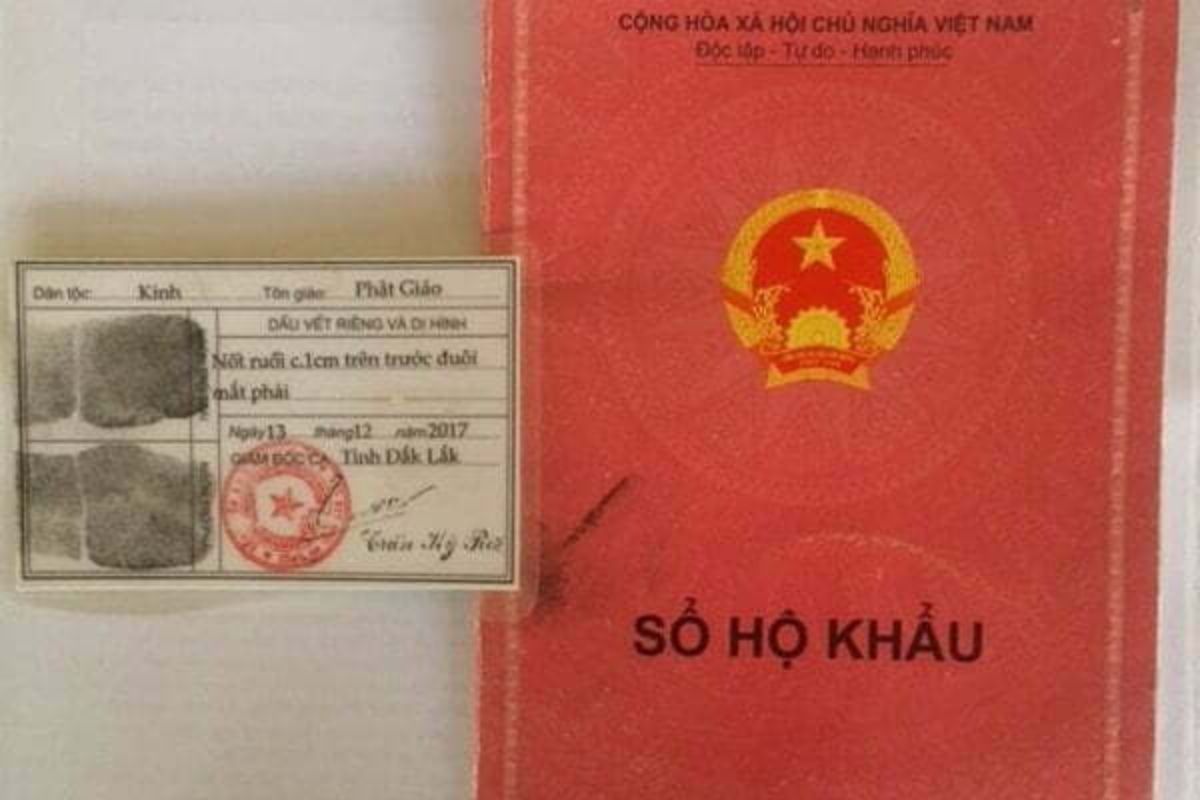 Dân tộc: Kinh Tôn giáo: Phật Giáo
DẤU VẾT RIÊNG VÀ DỊ HÌNH
Nốt ruồi c.1cm trên trước đuôi
mắt phải
Ngày 13 tháng 12 năm 2017
GIÁM ĐỐC CA Tỉnh Đắk Lắk
Trần Kỳ
CỘNG HÒA XÃ HỘI CHỦ NGHĨA VIỆT NAM
Độc lập - Tự do - Hạnh phúc
SỔ HỘ KHẨU